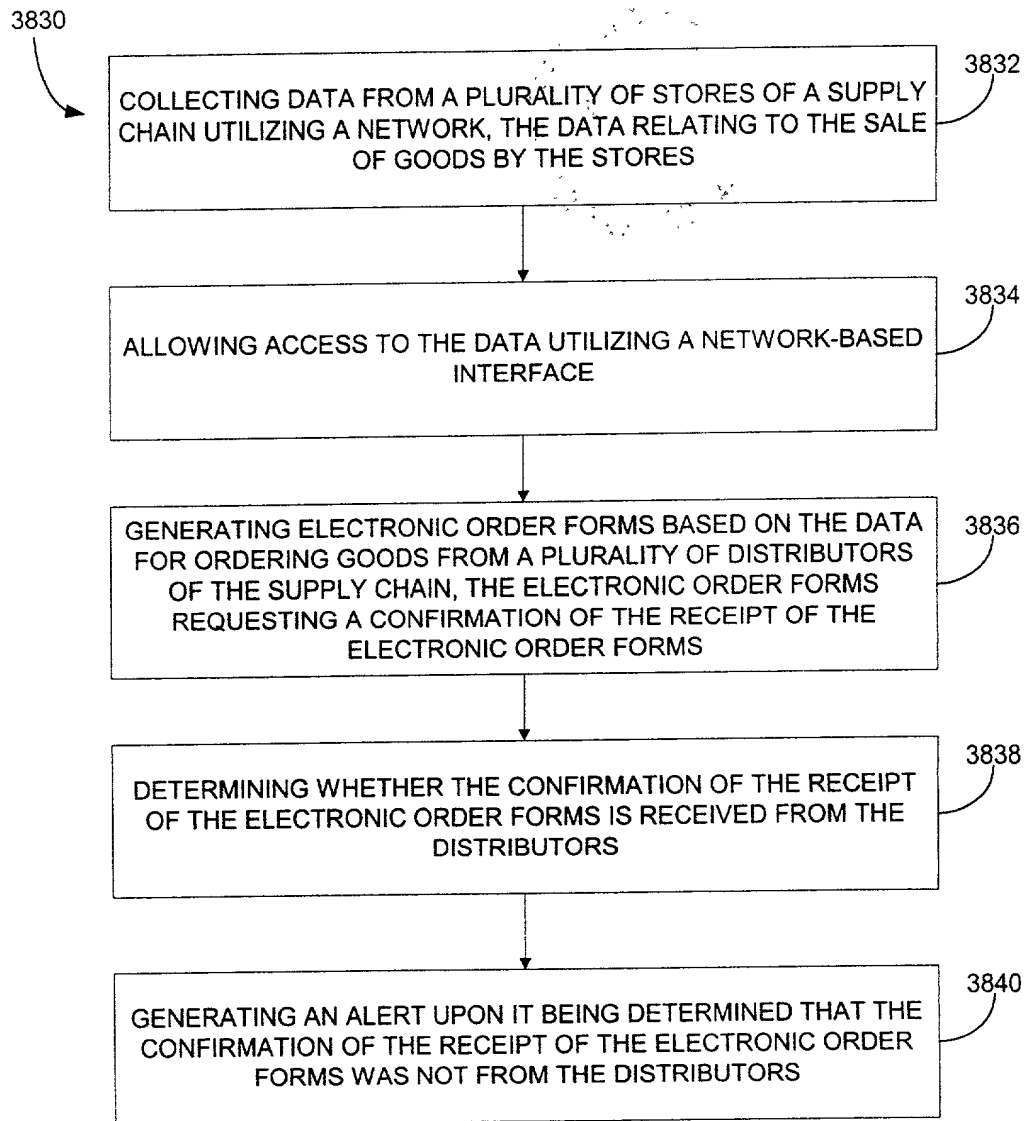 3830
3832
COLLECTING DATA FROM A PLURALITY OF STORES OF A SUPPLY
CHAIN UTILIZING A NETWORK, THE DATA RELATING TO THE SALE
OF GOODS BY THE STORES
3834
ALLOWING ACCESS TO THE DATA UTILIZING A NETWORK-BASED
INTERFACE
3836
GENERATING ELECTRONIC ORDER FORMS BASED ON THE DATA
FOR ORDERING GOODS FROM A PLURALITY OF DISTRIBUTORS
OF THE SUPPLY CHAIN, THE ELECTRONIC ORDER FORMS
REQUESTING A CONFIRMATION OF THE RECEIPT OF THE
ELECTRONIC ORDER FORMS
3838
DETERMINING WHETHER THE CONFIRMATION OF THE RECEIPT
OF THE ELECTRONIC ORDER FORMS IS RECEIVED FROM THE
DISTRIBUTORS
3840
GENERATING AN ALERT UPON IT BEING DETERMINED THAT THE
CONFIRMATION OF THE RECEIPT OF THE ELECTRONIC ORDER
FORMS WAS NOT FROM THE DISTRIBUTORS